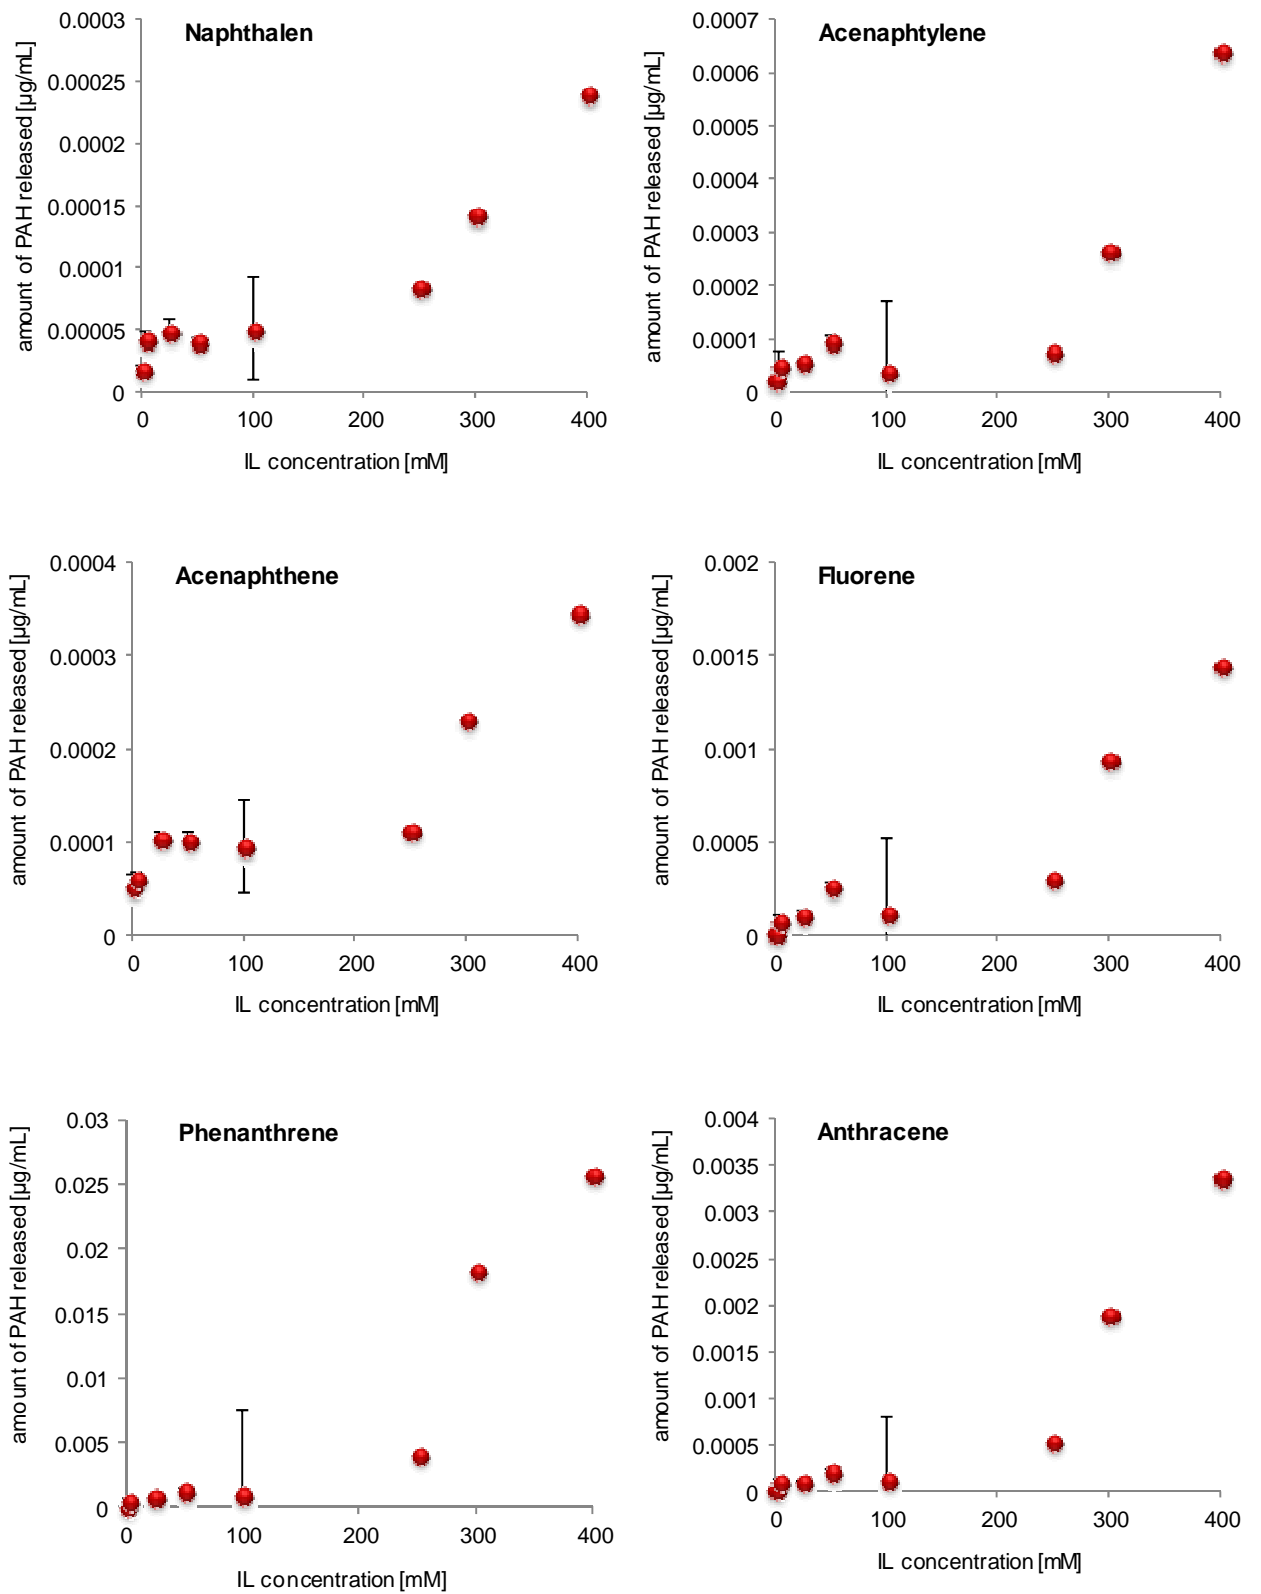 Naphthalen
amount of PAH released [µg/mL]
0.0003
0.00025
0.0002
0.00015
0.0001
0.00005
0
0 100 200 300 400
IL concentration [mM]
Acenaphtylene
amount of PAH released [µg/mL]
0.0007
0.0006
0.0005
0.0004
0.0003
0.0002
0.0001
0
0 100 200 300 400
IL concentration [mM]
Acenaphthene
amount of PAH released [µg/mL]
0.0004
0.0003
0.0002
0.0001
0
0 100 200 300 400
IL concentration [mM]
Fluorene
amount of PAH released [µg/mL]
0.002
0.0015
0.001
0.0005
0
0 100 200 300 400
IL concentration [mM]
Phenanthrene
amount of PAH released [µg/mL]
0.03
0.025
0.02
0.015
0.01
0.005
0
0 100 200 300 400
IL concentration [mM]
Anthracene
amount of PAH released [µg/mL]
0.004
0.0035
0.003
0.0025
0.002
0.0015
0.001
0.0005
0
0 100 200 300 400
IL concentration [mM]